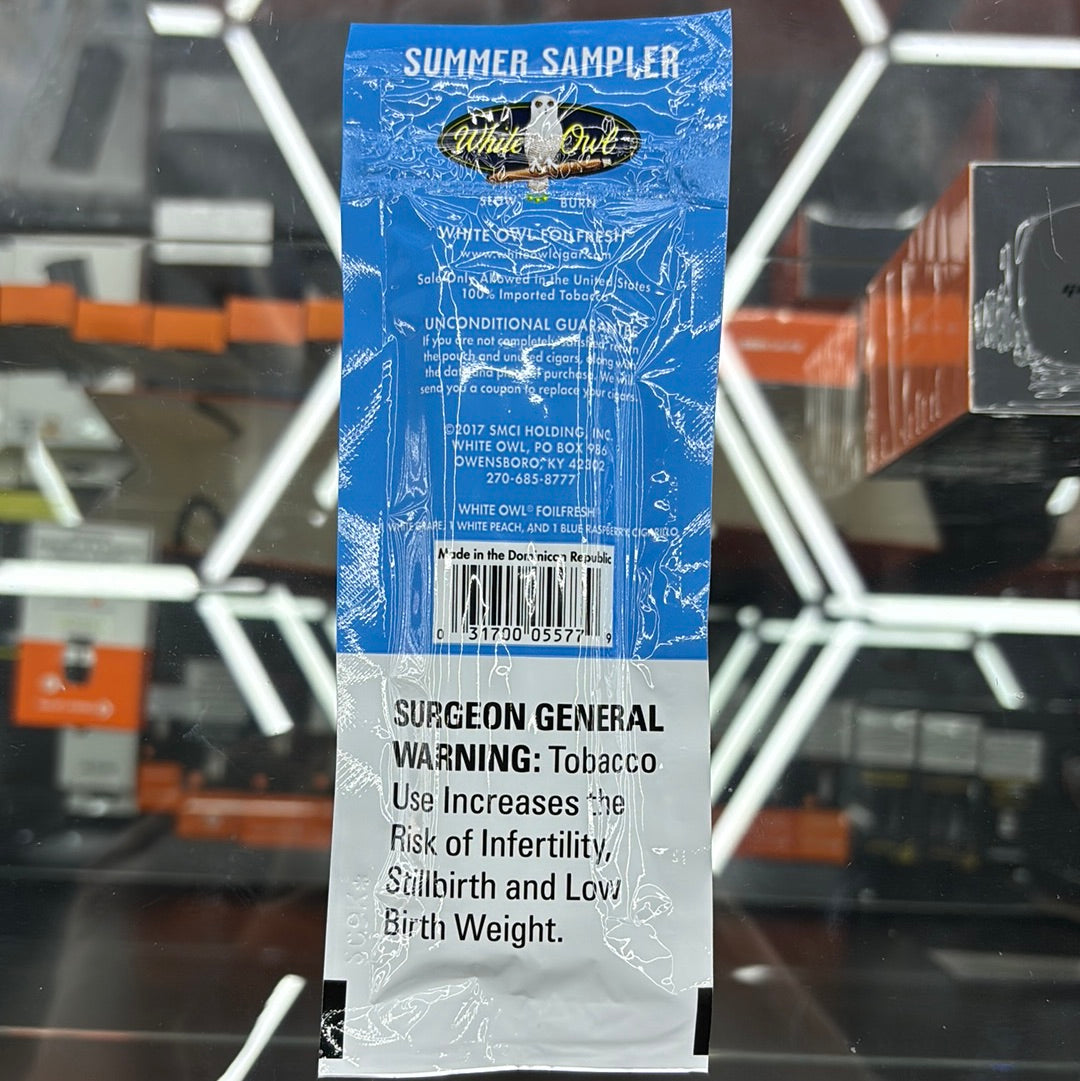 SUMMER SAMPLER
White Owl
SLOW BURN
WHITE OWL FOILFRESH
www.whiteowlcigar.com
Sale Only Allowed in the United States
100% Imported Tobacco
UNCONDITIONAL GUARANTE
If you are not completely satisfied return
the pouch and unused cigars, along with
the date and place of purchase. We will
send you a coupon to replace your cigars.
©2017 SMCI HOLDING, INC.
WHITE OWL, PO BOX 986
OWENSBORO, KY 42302
270-685-8777
WHITE OWL® FOILFRESH
WHITE GRAPE, 1 WHITE PEACH, AND 1 BLUE RASPBERRY CIGARILLO
Made in the Dominican Republic
0 31700 05577 9
SURGEON GENERAL
WARNING: Tobacco
Use Increases the
Risk of Infertility,
Stillbirth and Low
Birth Weight.